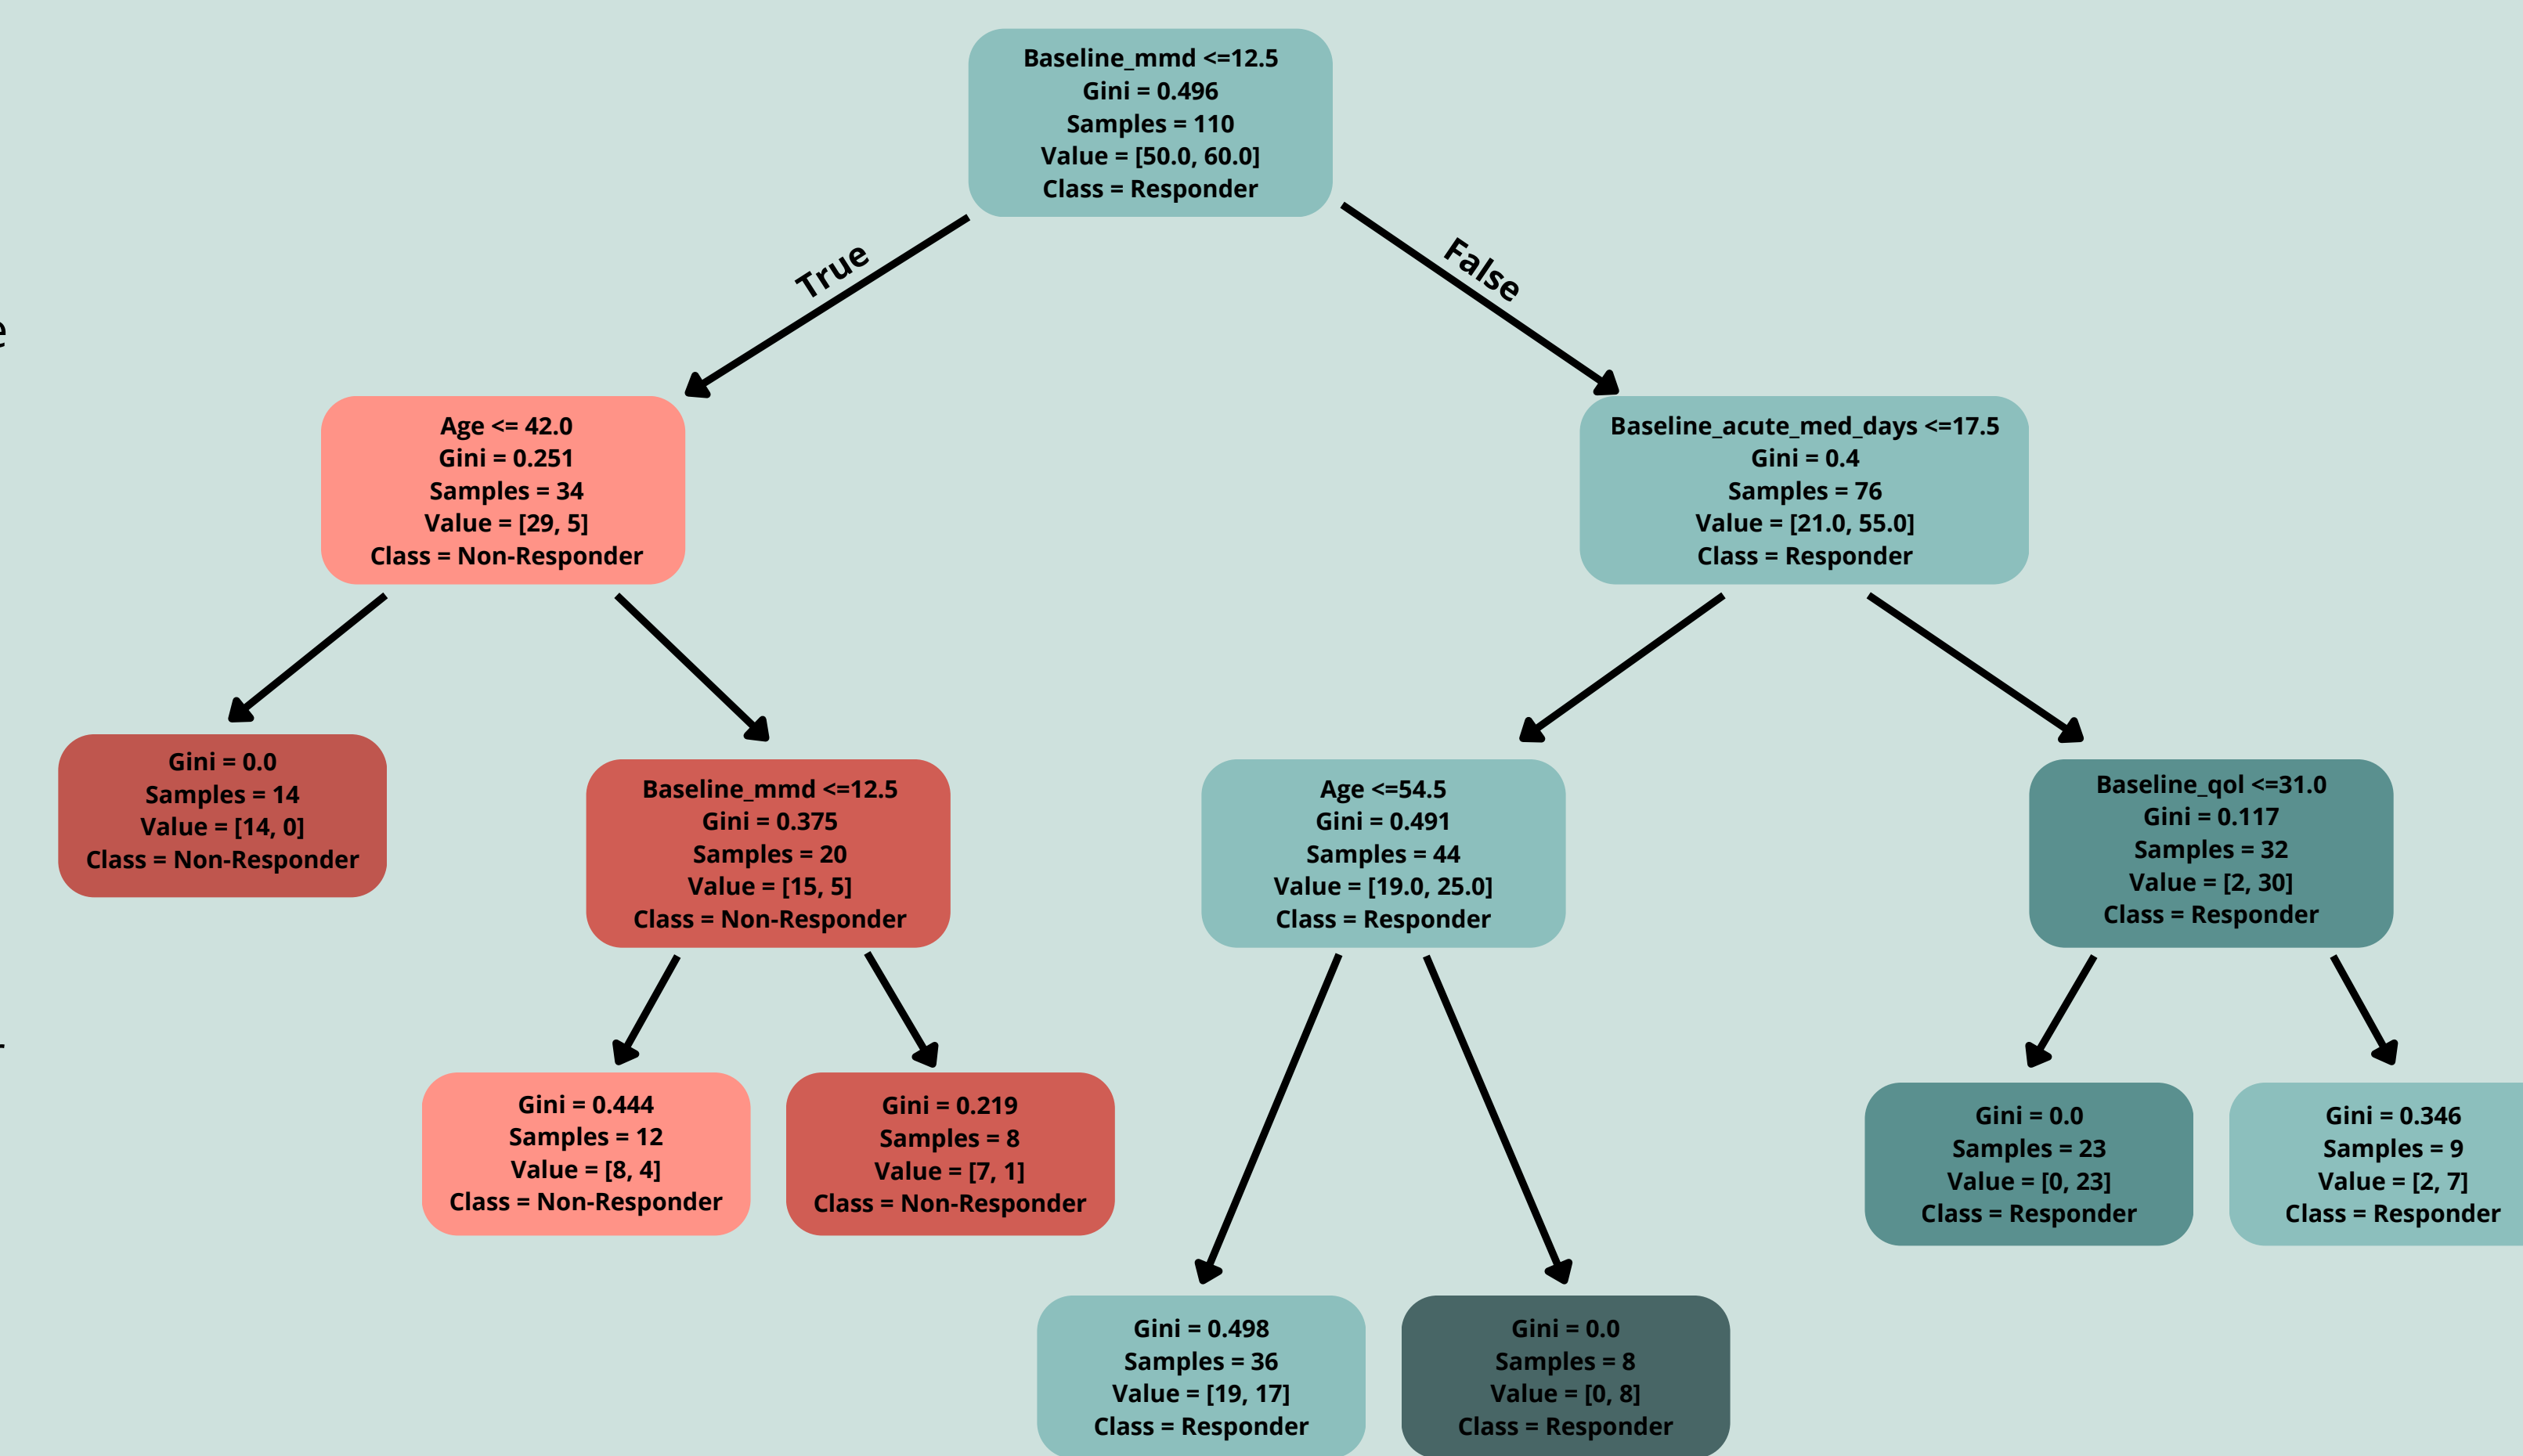 Baseline_mmd <=12.5
Gini = 0.496
Samples = 110
Value = [50.0, 60.0]
Class = Responder
True
False
e
Age <= 42.0
Gini = 0.251
Samples = 34
Value = [29, 5]
Class = Non-Responder
Baseline_acute_med_days <=17.5
Gini = 0.4
Samples = 76
Value = [21.0, 55.0]
Class = Responder
Gini = 0.0
Samples = 14
Value = [14, 0]
Class = Non-Responder
Baseline_mmd <=12.5
Gini = 0.375
Samples = 20
Value = [15, 5]
Class = Non-Responder
Age <=54.5
Gini = 0.491
Samples = 44
Value = [19.0, 25.0]
Class = Responder
Baseline_qol <=31.0
Gini = 0.117
Samples = 32
Value = [2, 30]
Class = Responder
Gini = 0.444
Samples = 12
Value = [8, 4]
Class = Non-Responder
Gini = 0.219
Samples = 8
Value = [7, 1]
Class = Non-Responder
Gini = 0.0
Samples = 23
Value = [0, 23]
Class = Responder
Gini = 0.346
Samples = 9
Value = [2, 7]
Class = Responder
Gini = 0.498
Samples = 36
Value = [19, 17]
Class = Responder
Gini = 0.0
Samples = 8
Value = [0, 8]
Class = Responder